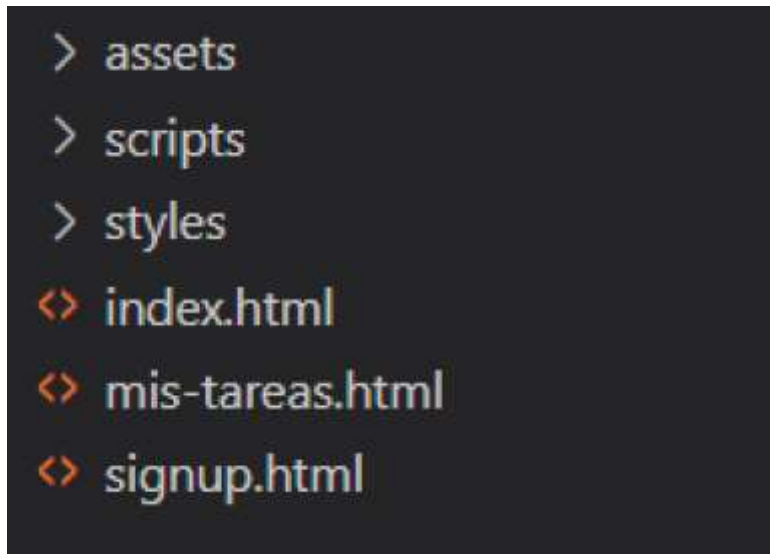 assets
scripts
styles
index.html
mis-tareas.html
signup.html